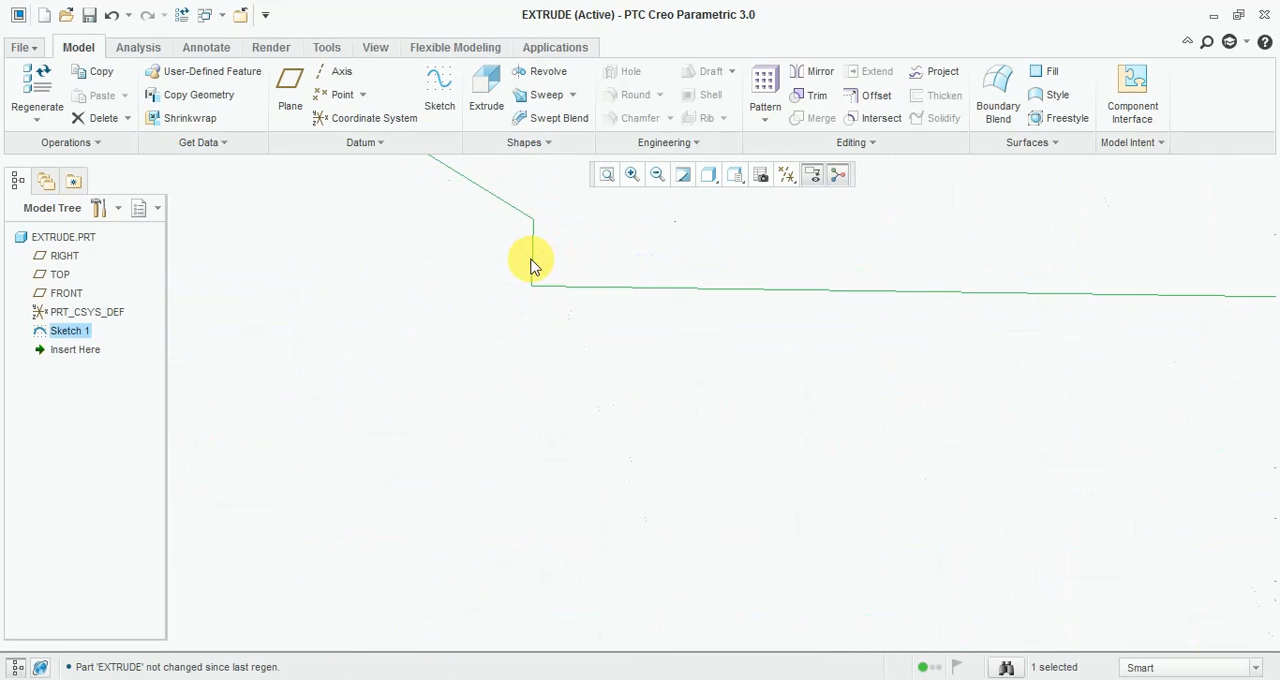 EXTRUDE (Active) - PTC Creo Parametric 3.0
File Model Analysis Annotate Render Tools View Flexible Modeling Applications
Regenerate
Copy
Paste
Delete
Operations
User-Defined Feature
Copy Geometry
Shrinkwrap
Get Data
Plane
Axis
Point
Coordinate System
Sketch
Datum
Extrude
Revolve
Sweep
Swept Blend
Shapes
Hole
Round
Chamfer
Draft
Shell
Rib
Engineering
Pattern
Mirror
Trim
Merge
Extend
Offset
Intersect
Project
Thicken
Solidify
Editing
Boundary
Blend
Fill
Style
Freestyle
Surfaces
Component
Interface
Model Intent
Model Tree
EXTRUDE.PRT
RIGHT
TOP
FRONT
PRT_CSYS_DEF
Sketch 1
Insert Here
Part 'EXTRUDE' not changed since last regen.
1 selected
Smart